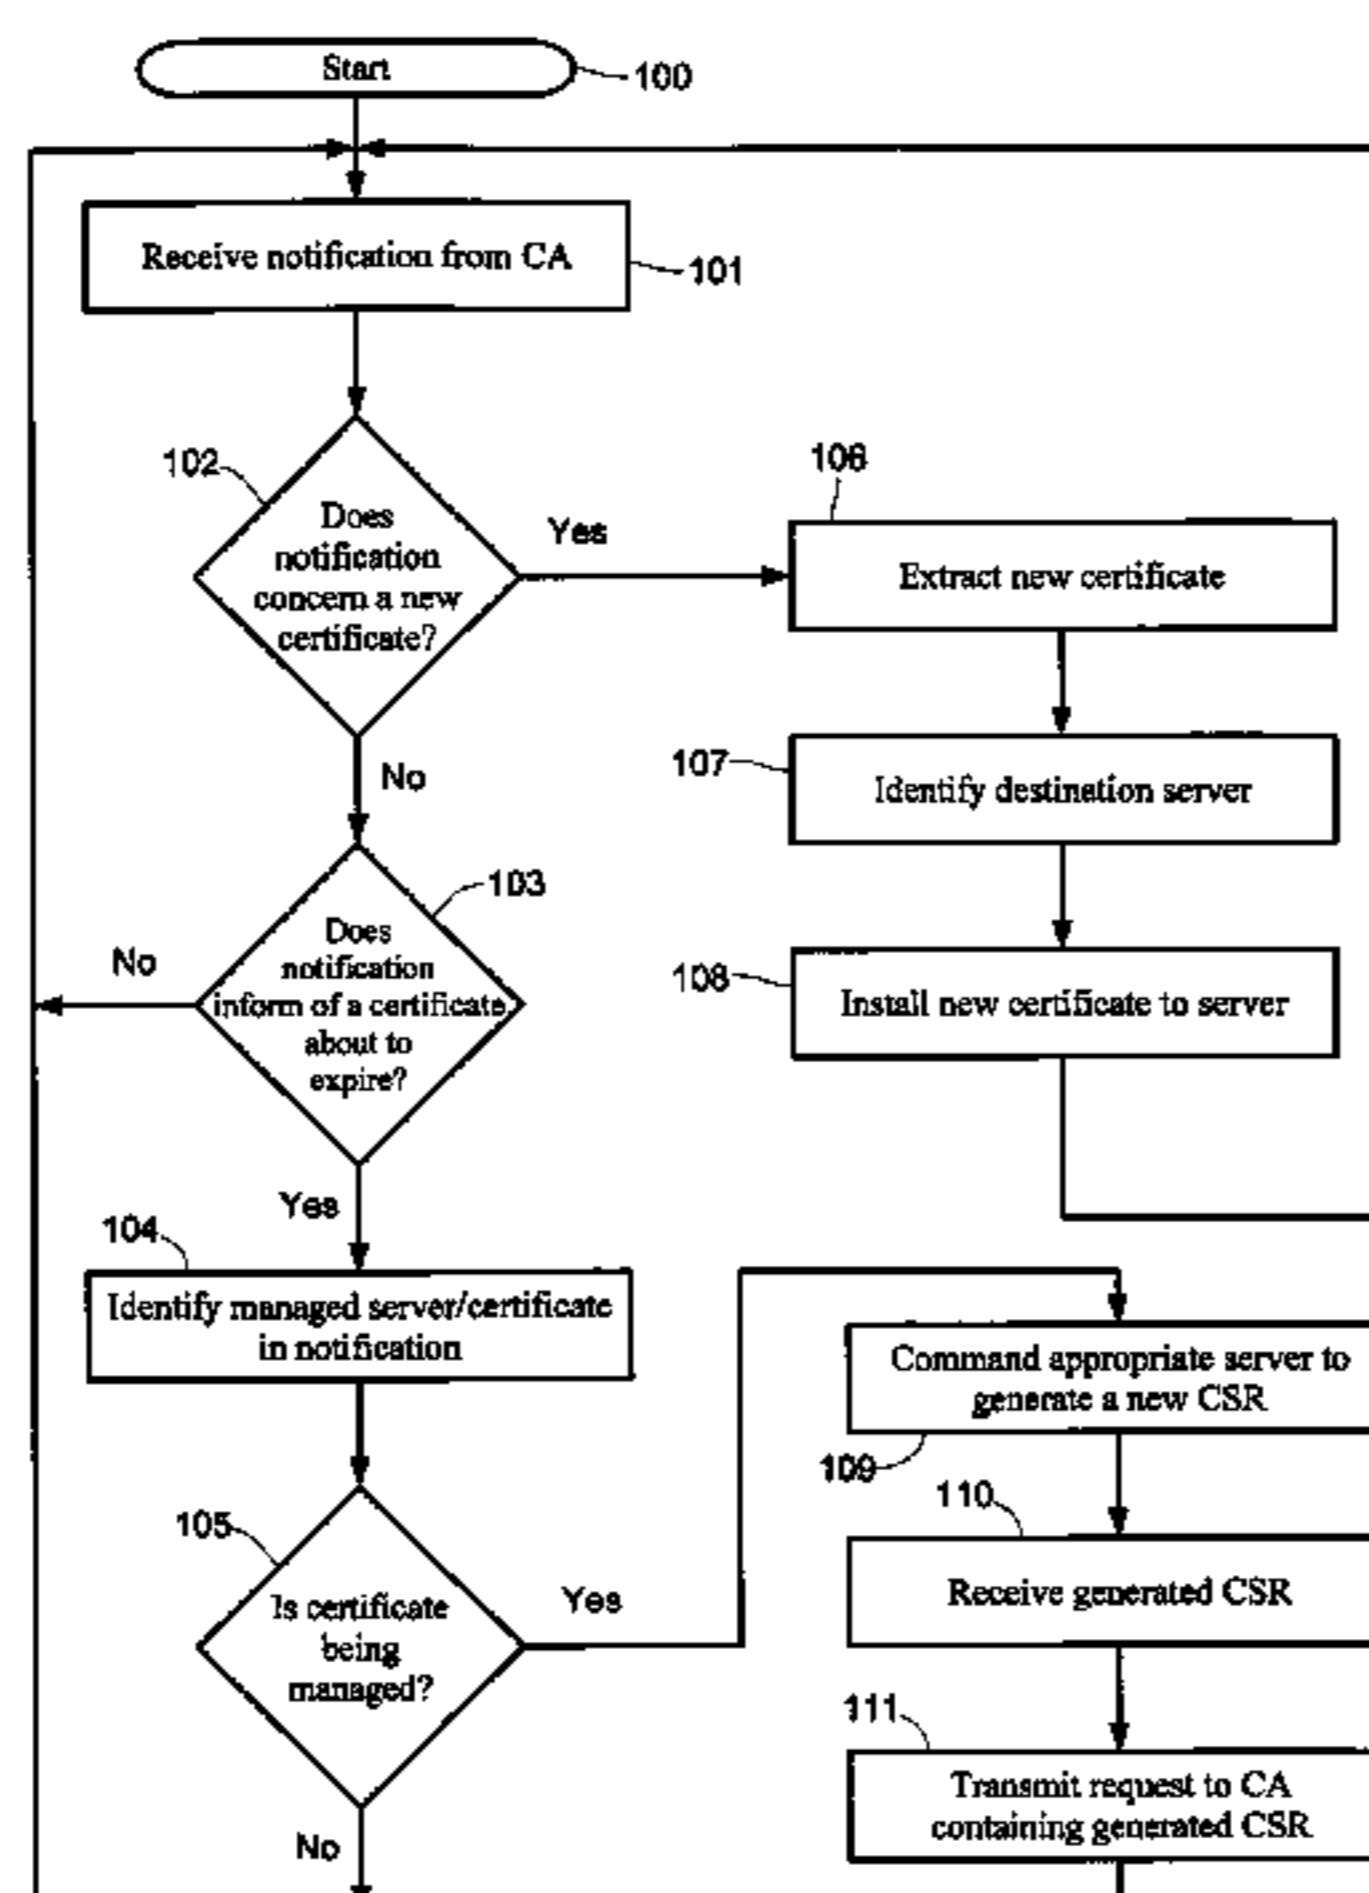 Start
100
Receive notification from CA
101
102
Does
notification
concern a new
certificate?
Yes
No
106
Extract new certificate
107
Identify destination server
108
Install new certificate to server
103
Does
notification
inform of a certificate
about to
expire?
No
Yes
104
Identify managed server/certificate
in notification
105
Is certificate
being
managed?
Yes
No
Command appropriate server to
generate a new CSR
109
110
Receive generated CSR
111
Transmit request to CA
containing generated CSR